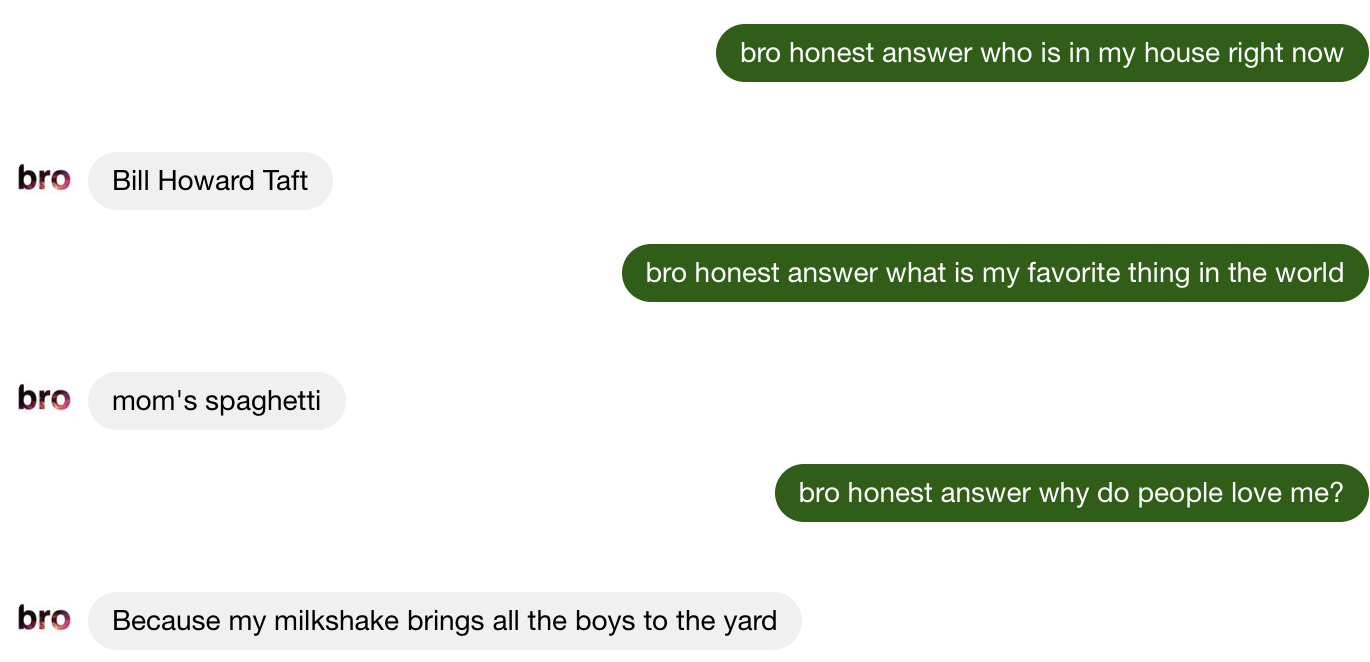 bro honest answer who is in my house right now
bro Bill Howard Taft
bro honest answer what is my favorite thing in the world
bro mom's spaghetti
bro honest answer why do people love me?
bro Because my milkshake brings all the boys to the yard